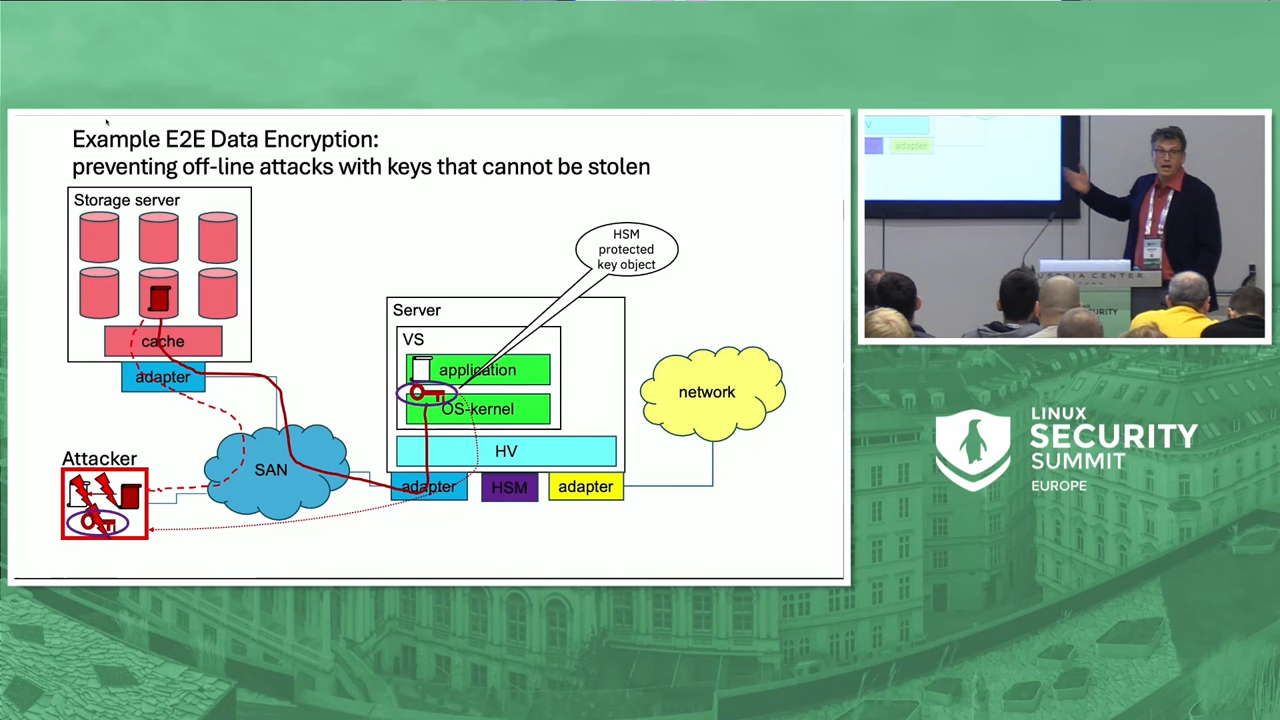 Example E2E Data Encryption:
preventing off-line attacks with keys that cannot be stolen
Storage server
cache
adapter
SAN
Attacker
HSM
protected
key object
Server
VS
application
OS-kernel
HV
adapter
HSM
adapter
network
adapter
LINUX
SECURITY
SUMMIT
EUROPE